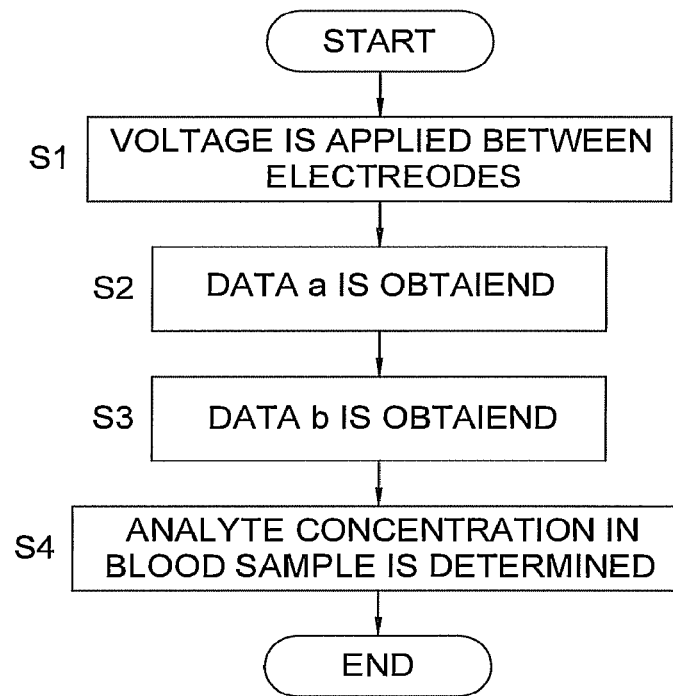 START
S1
VOLTAGE IS APPLIED BETWEEN
ELECTREODES
S2
DATA a IS OBTAIEND
S3
DATA b IS OBTAIEND
S4
ANALYTE CONCENTRATION IN
BLOOD SAMPLE IS DETERMINED
END